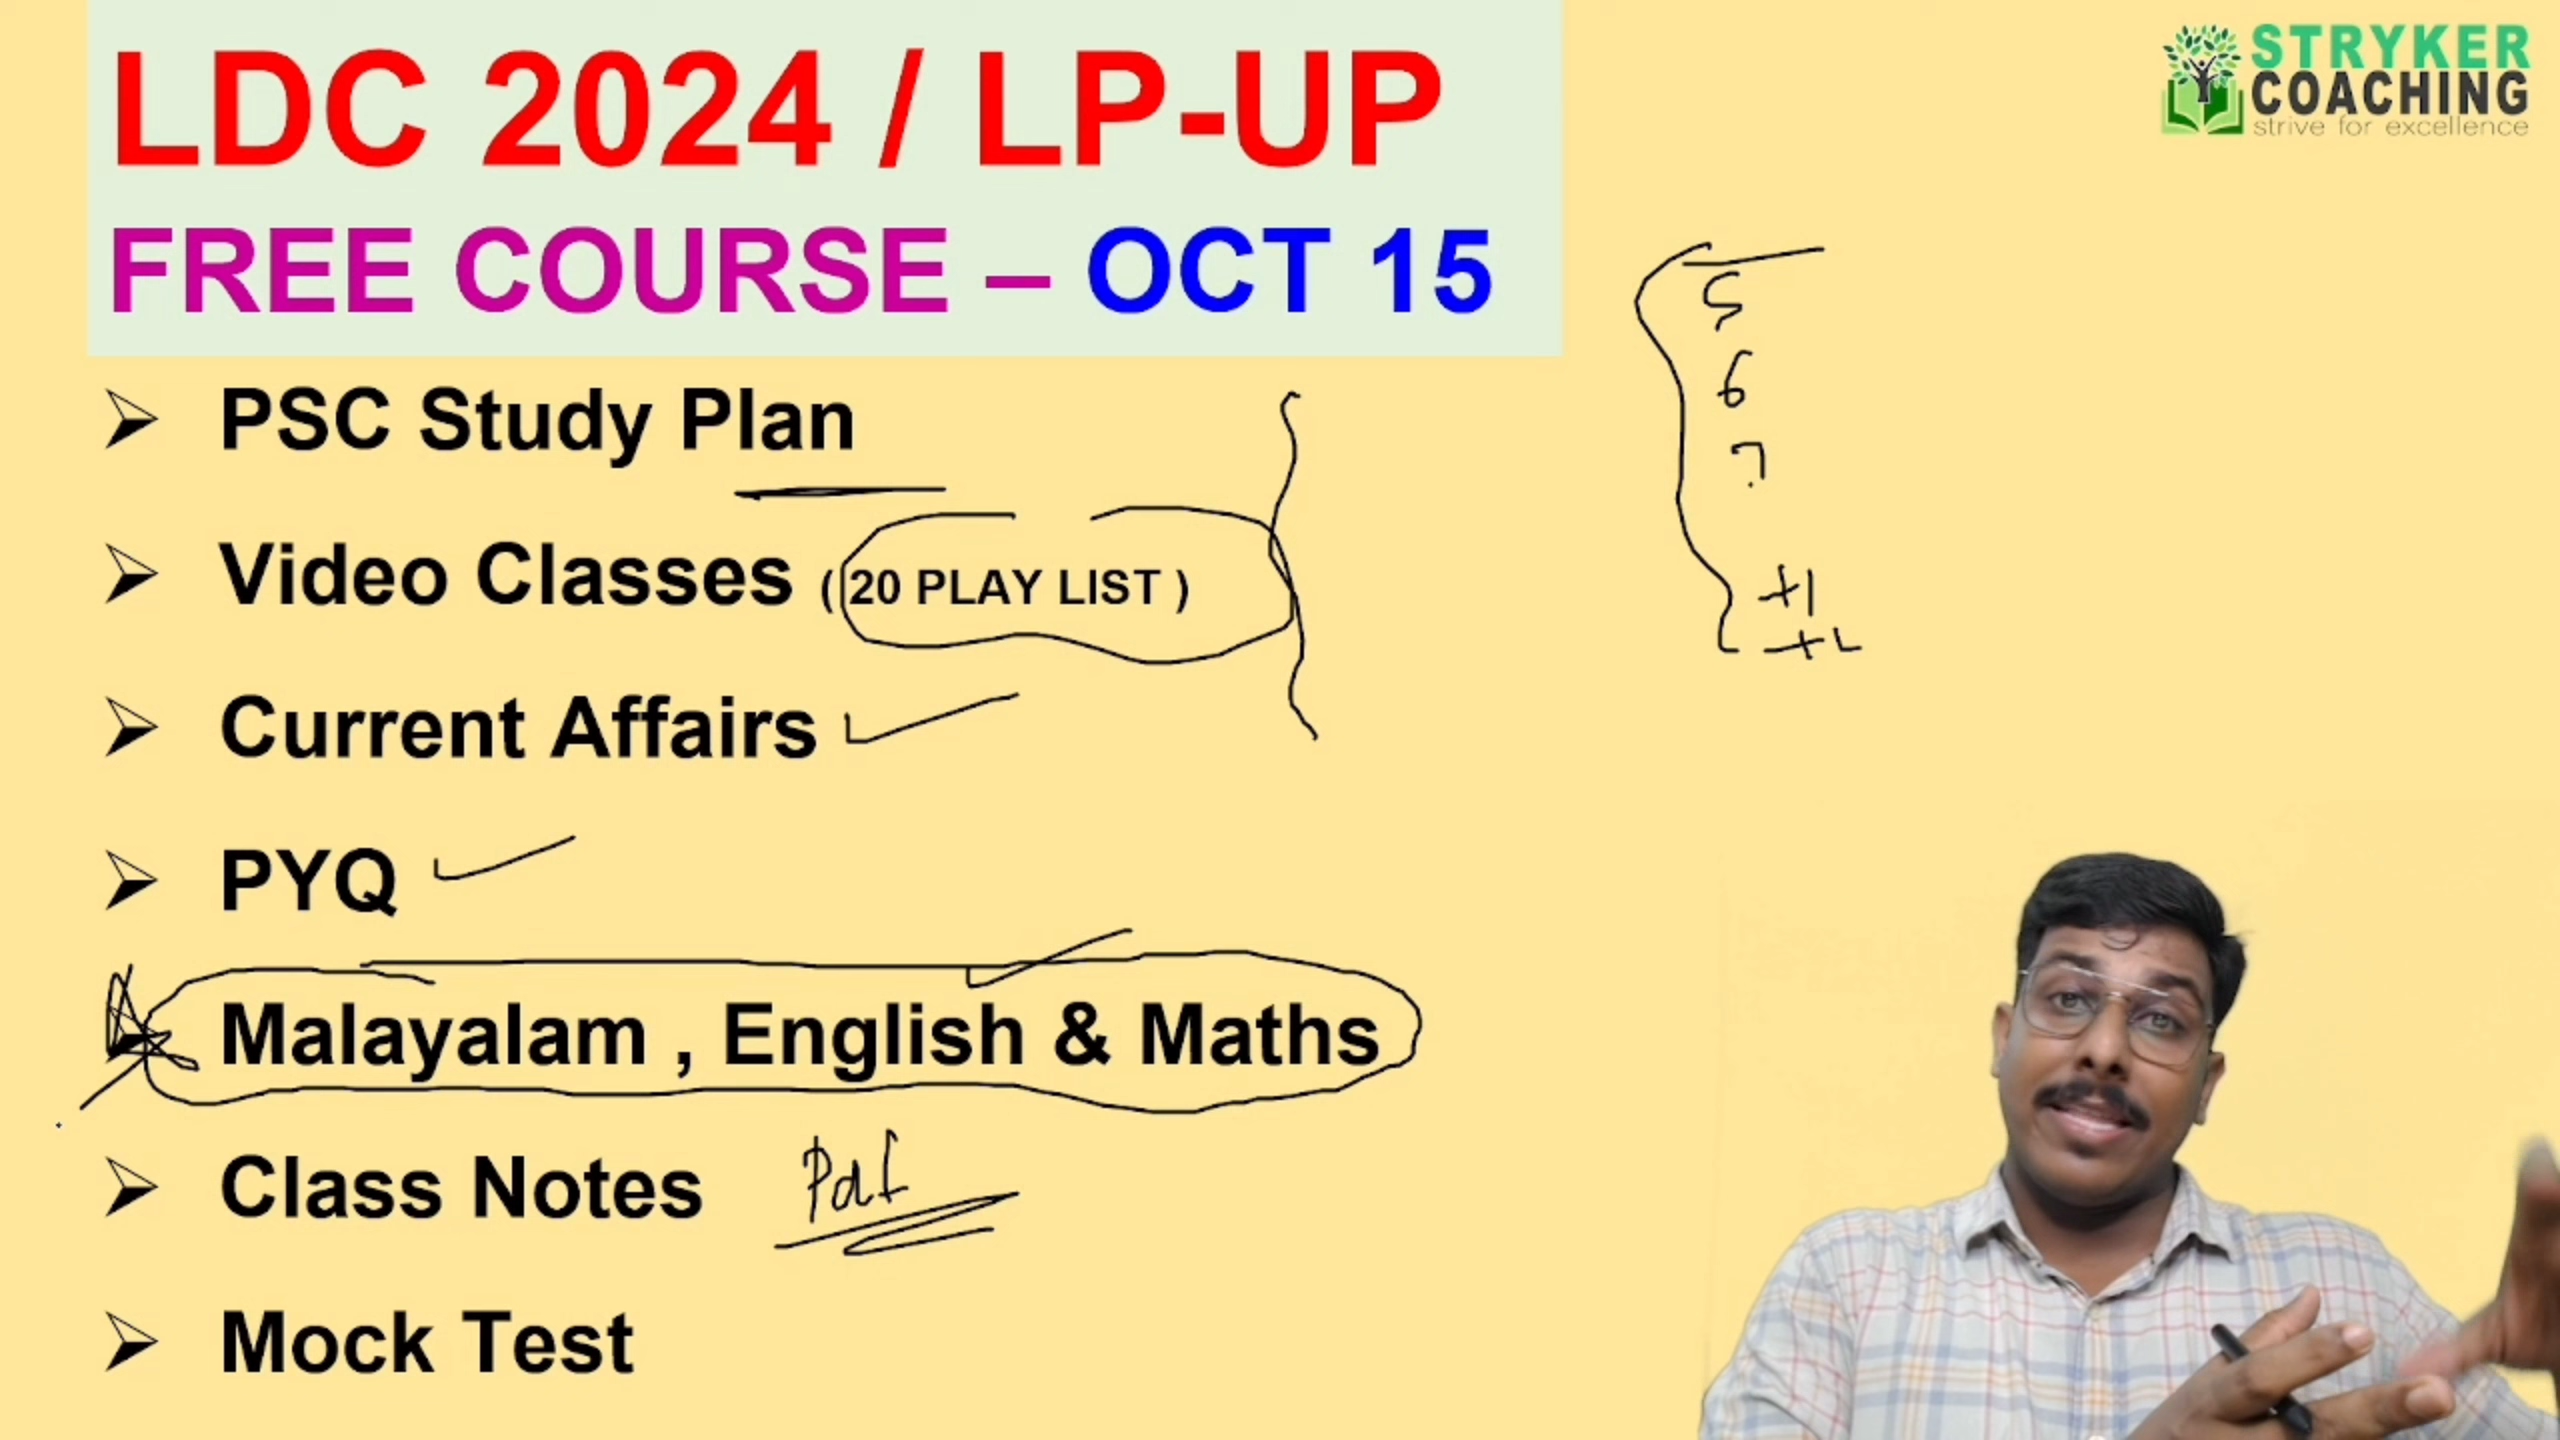 LDC 2024 / LP-UP
FREE COURSE – OCT 15
STRYKER
COACHING
strive for excellence
➢ PSC Study Plan
➢ Video Classes ( 20 PLAY LIST )
➢ Current Affairs
➢ PYQ
➢ Malayalam , English & Maths
➢ Class Notes Pdf
➢ Mock Test
5
6
7
+1
+2